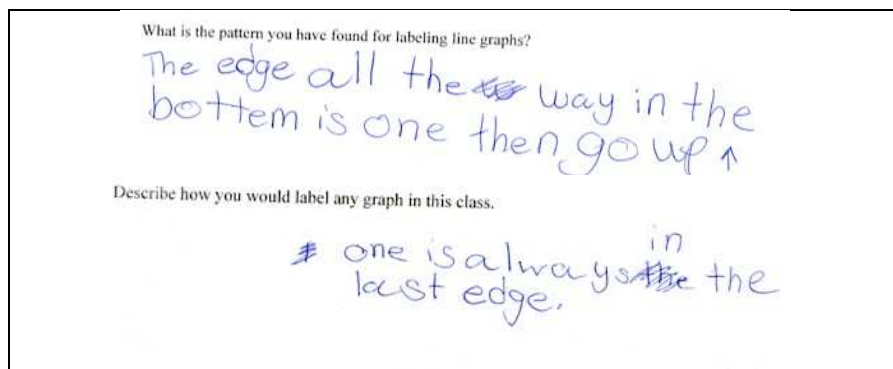 What is the pattern you have found for labeling line graphs?
The edge all the way in the
bottem is one then go up ↑
Describe how you would label any graph in this class.
one is always in the
last edge.